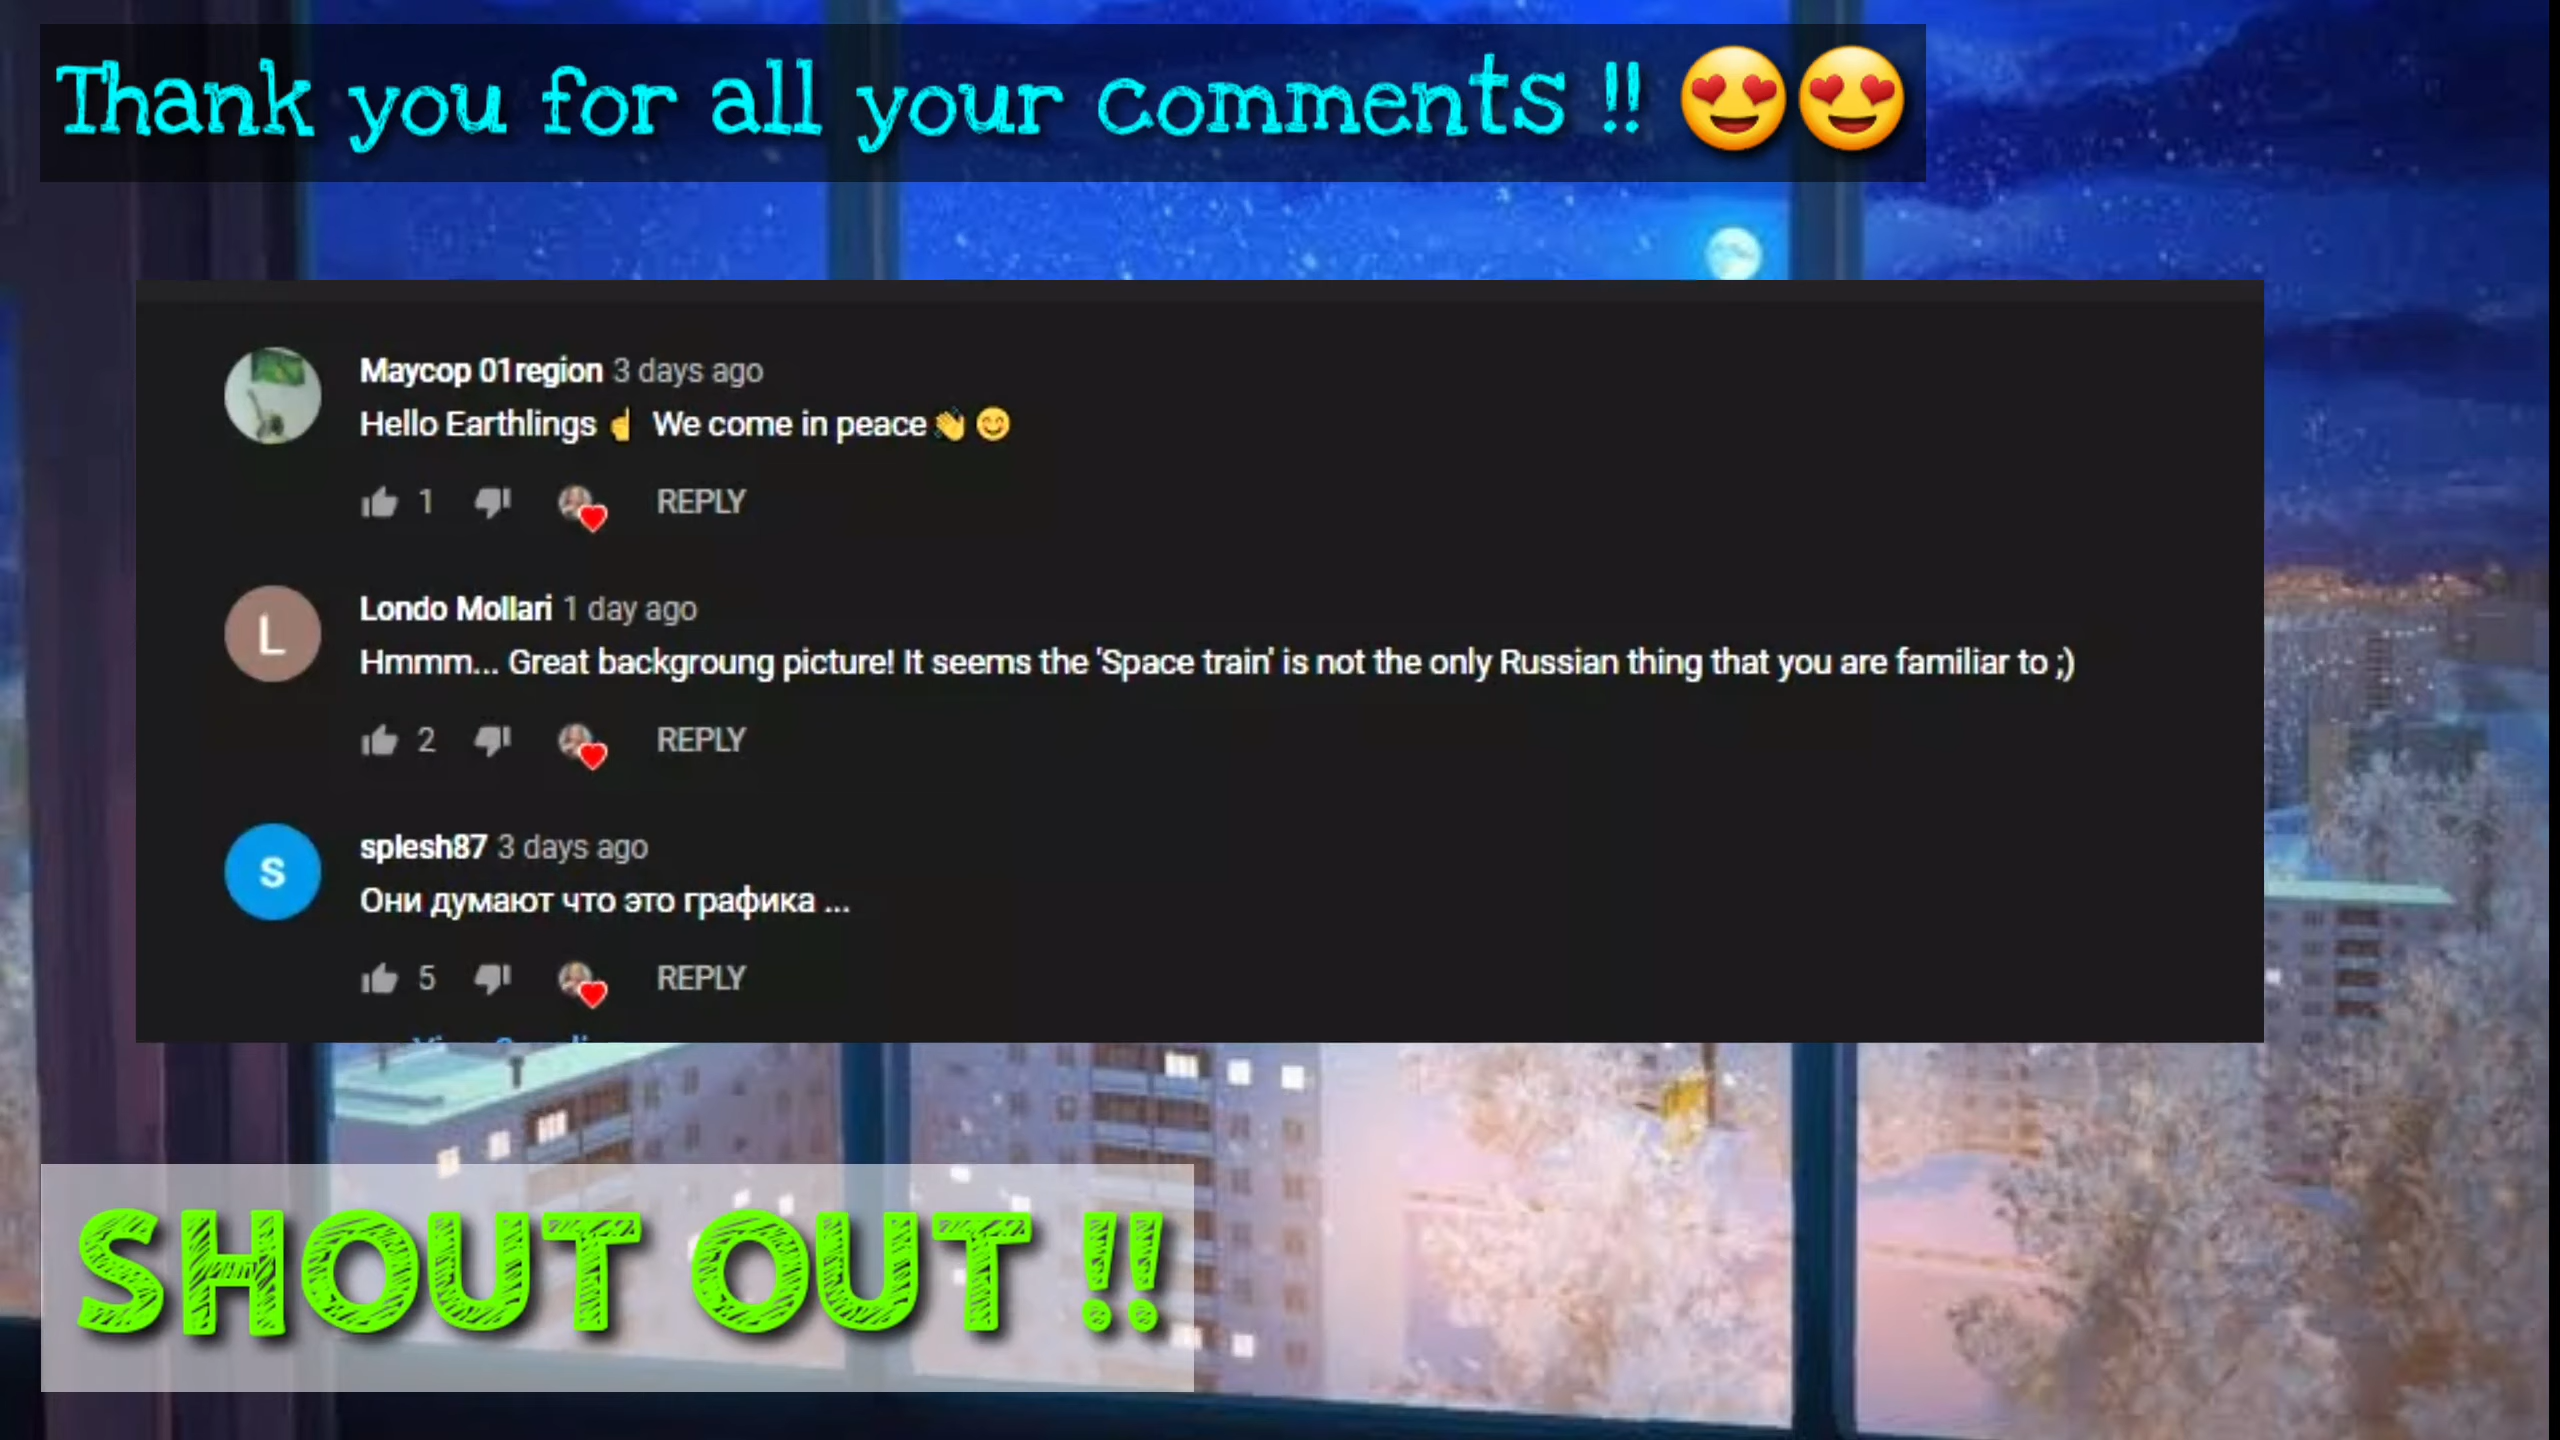 Thank you for all your comments !! 😍😍
Maycop 01region 3 days ago
Hello Earthlings ☝ We come in peace👋 😊
1 REPLY
L
Londo Mollari 1 day ago
Hmmm... Great backgroung picture! It seems the 'Space train' is not the only Russian thing that you are familiar to ;)
2 REPLY
S
splesh87 3 days ago
Они думают что это графика ...
5 REPLY
SHOUT OUT !!